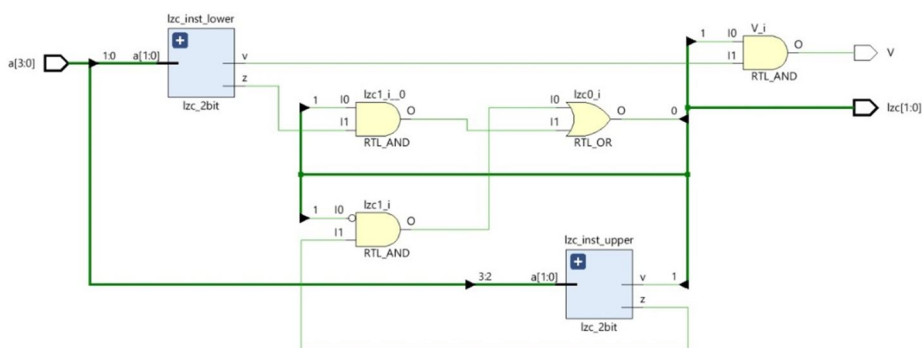 lzc_inst_lower
V_i
a[3:0]
1:0
a[1:0]
v
z
lzc_2bit
1
I0
I1
O
RTL_AND
V
lzc[1:0]
lzc1_i__0
1
I0
I1
O
RTL_AND
lzc0_i
I0
I1
O
0
RTL_OR
lzc1_i
1
I0
I1
O
RTL_AND
lzc_inst_upper
3:2
a[1:0]
v
z
1
lzc_2bit